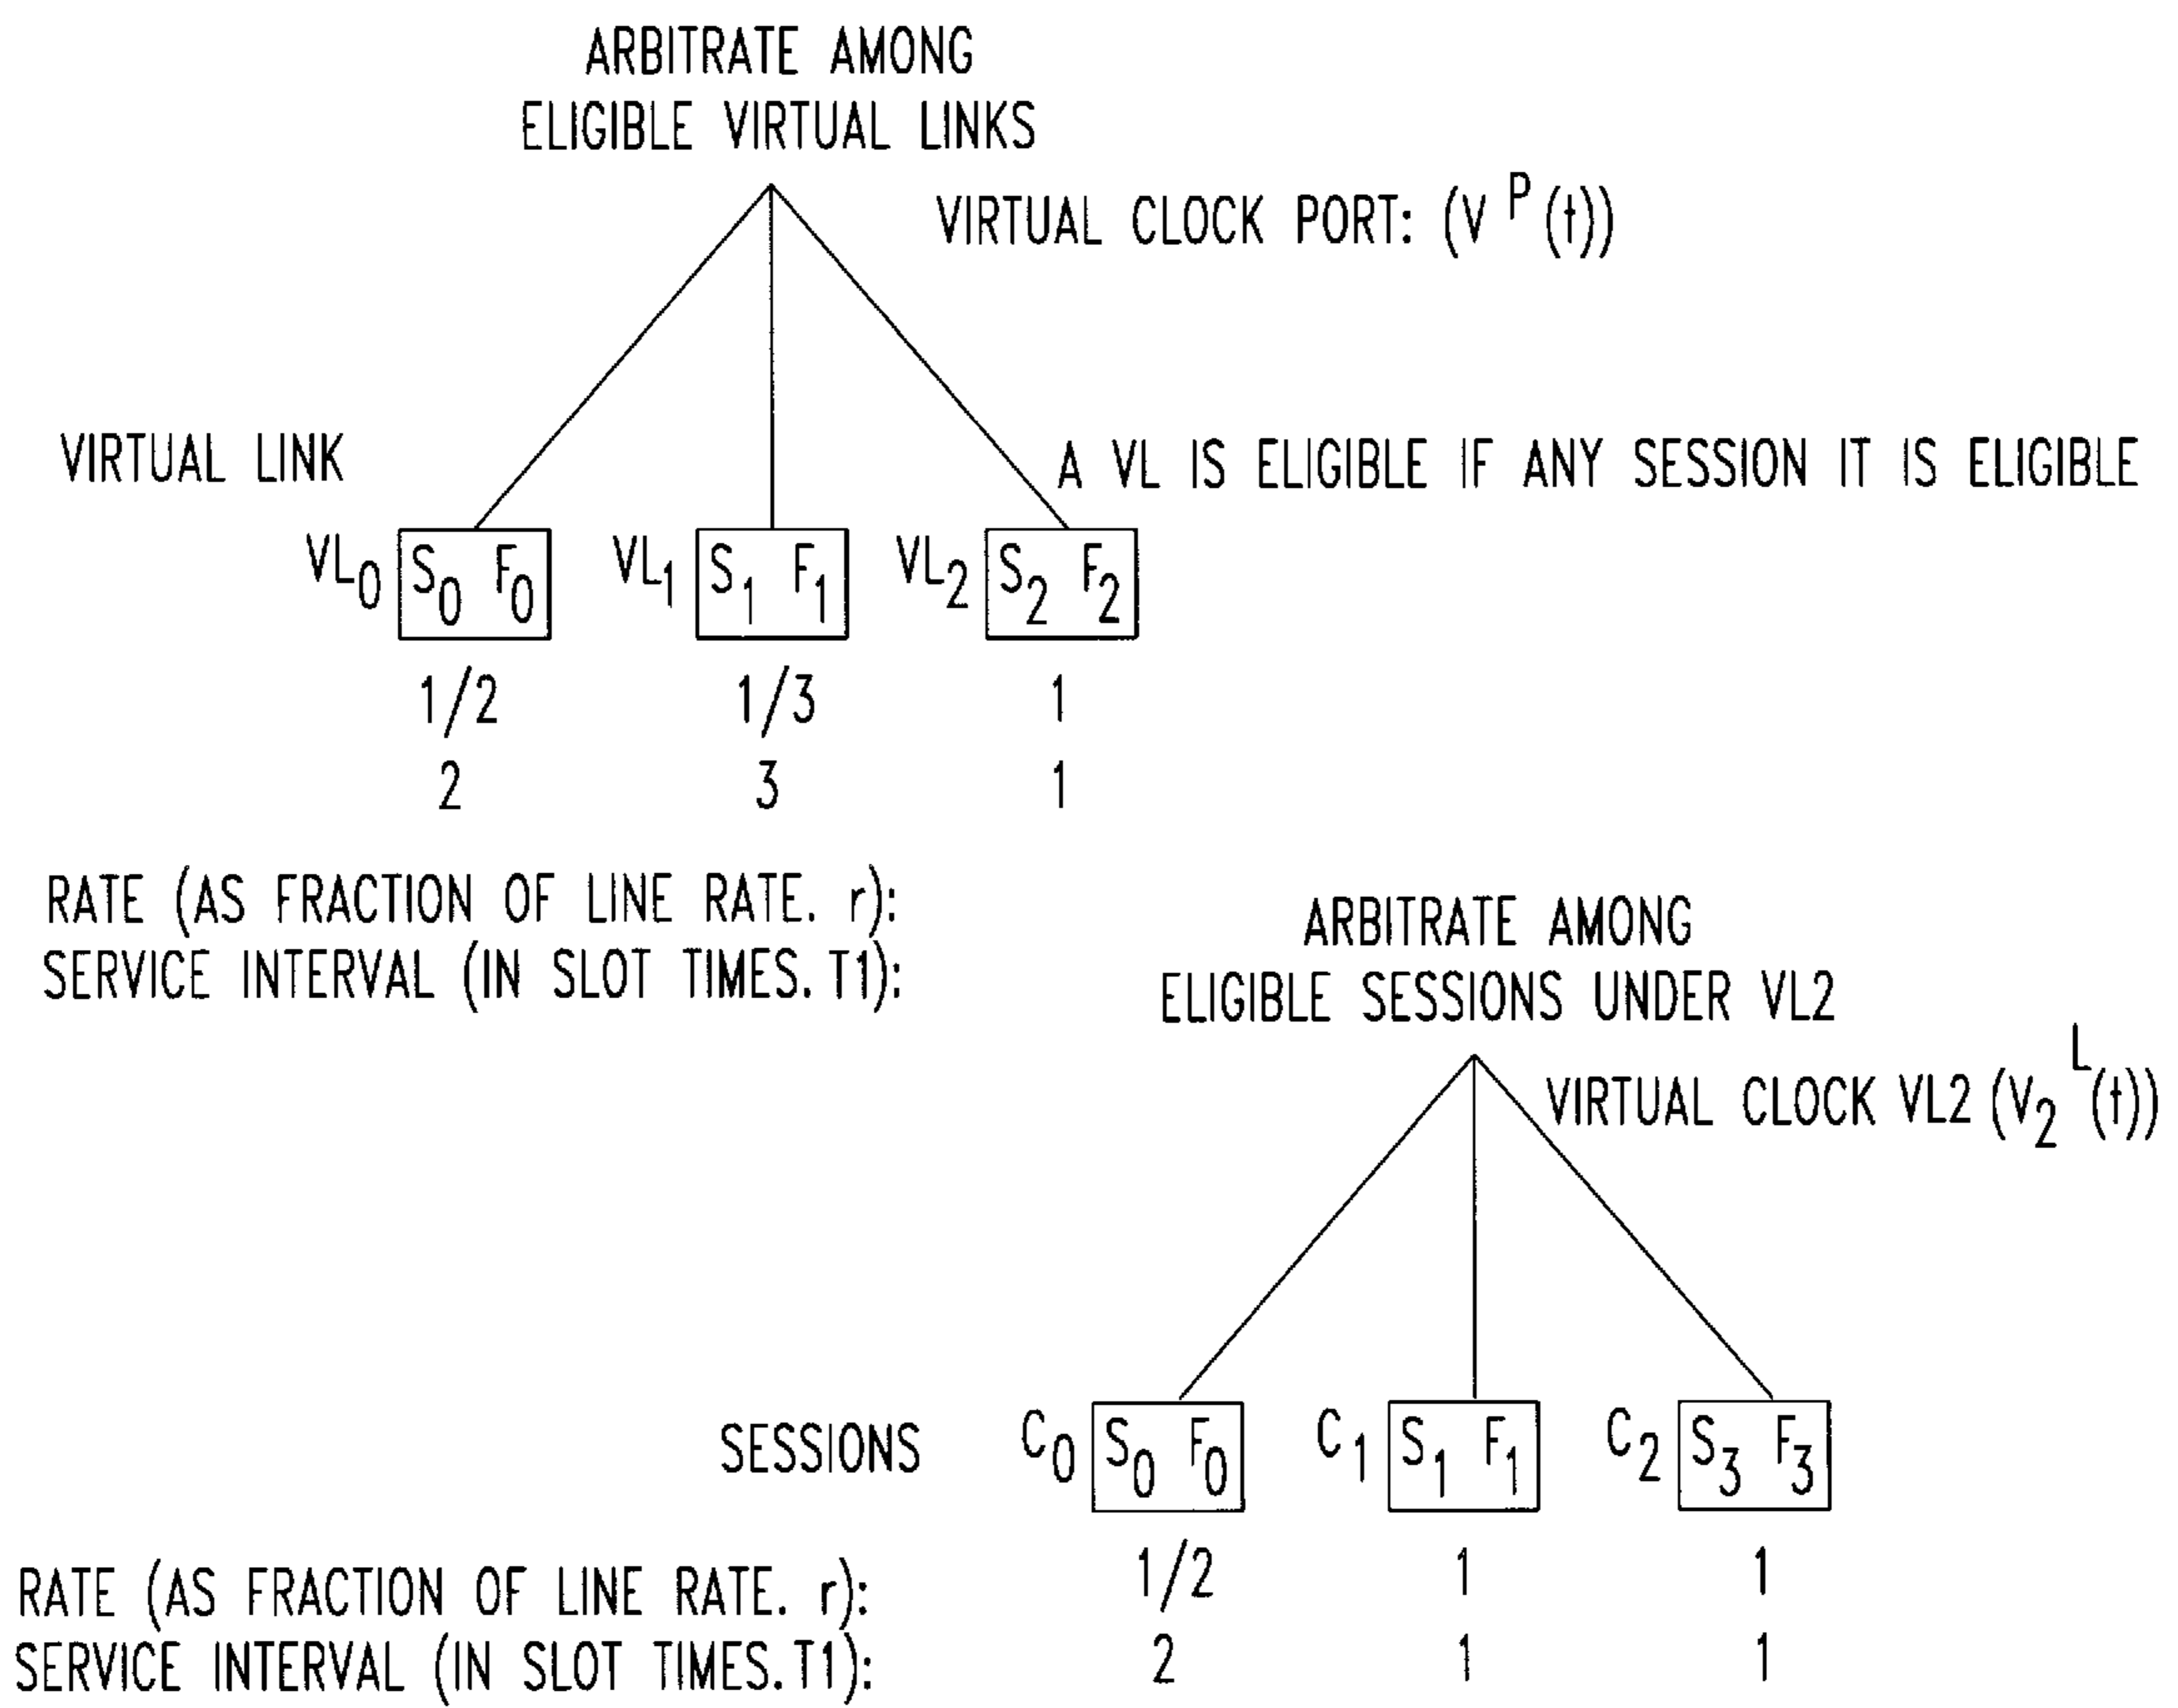 ARBITRATE AMONG
ELIGIBLE VIRTUAL LINKS
VIRTUAL CLOCK PORT: (V^P(t))
VIRTUAL LINK
A VL IS ELIGIBLE IF ANY SESSION IT IS ELIGIBLE
VL₀ S₀ F₀ VL₁ S₁ F₁ VL₂ S₂ F₂
1/2 1/3 1
2 3 1
RATE (AS FRACTION OF LINE RATE. r):
SERVICE INTERVAL (IN SLOT TIMES. T1):
ARBITRATE AMONG
ELIGIBLE SESSIONS UNDER VL2
VIRTUAL CLOCK VL2 (V₂^L(t))
SESSIONS C₀ S₀ F₀ C₁ S₁ F₁ C₂ S₃ F₃
RATE (AS FRACTION OF LINE RATE. r): 1/2 1 1
SERVICE INTERVAL (IN SLOT TIMES.T1): 2 1 1